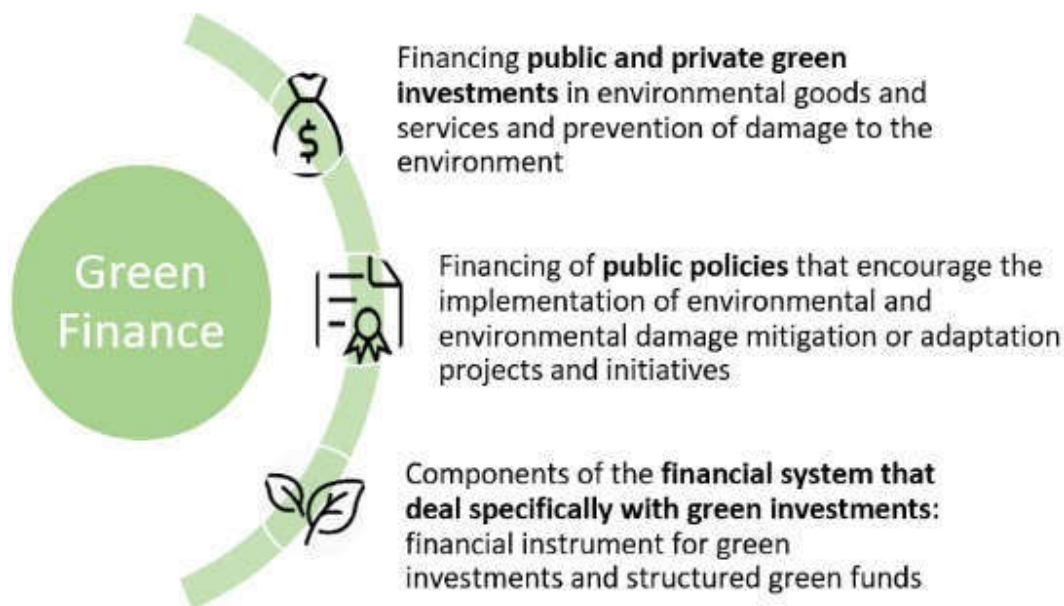 Green
Finance
$
Financing public and private green
investments in environmental goods and
services and prevention of damage to the
environment
Financing of public policies that encourage the
implementation of environmental and
environmental damage mitigation or adaptation
projects and initiatives
Components of the financial system that
deal specifically with green investments:
financial instrument for green
investments and structured green funds